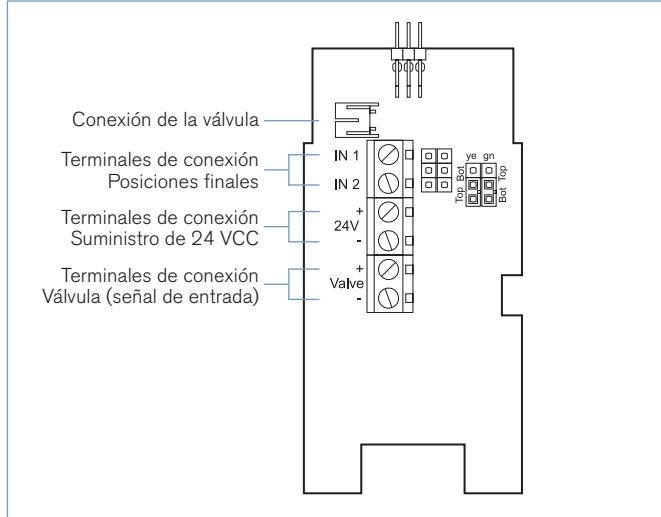 Conexión de la válvula
Terminales de conexión
Posiciones finales
Terminales de conexión
Suministro de 24 VCC
Terminales de conexión
Válvula (señal de entrada)
IN 1
IN 2
+
24V
-
+
Valve
-
ye gn
Bot Top
Top Bot